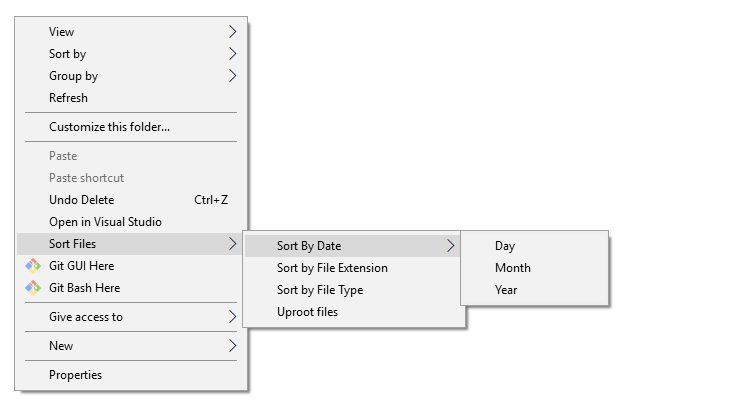 View
Sort by
Group by
Refresh
Customize this folder...
Paste
Paste shortcut
Undo Delete Ctrl+Z
Open in Visual Studio
Sort Files
Git GUI Here
Git Bash Here
Give access to
New
Properties
Sort By Date
Sort by File Extension
Sort by File Type
Uproot files
Day
Month
Year